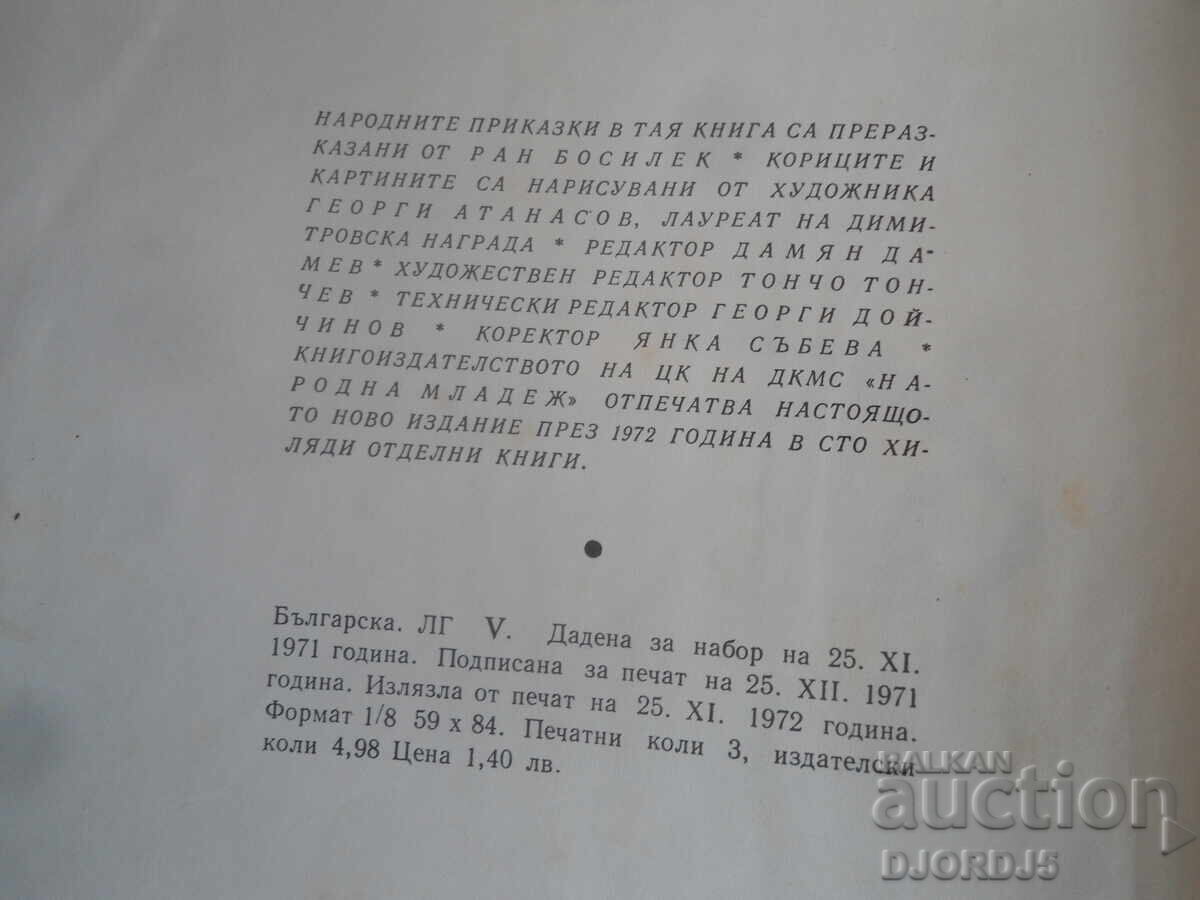 НАРОДНИТЕ ПРИКАЗКИ В ТАЯ КНИГА СА ПРЕРАЗ-
КАЗАНИ ОТ РАН БОСИЛЕК * КОРИЦИТЕ И
КАРТИНИТЕ СА НАРИСУВАНИ ОТ ХУДОЖНИКА
ГЕОРГИ АТАНАСОВ, ЛАУРЕАТ НА ДИМИ-
ТРОВСКА НАГРАДА * РЕДАКТОР ДАМЯН ДА-
МЕВ * ХУДОЖЕСТВЕН РЕДАКТОР ТОНЧО ТОН-
ЧЕВ * ТЕХНИЧЕСКИ РЕДАКТОР ГЕОРГИ ДОЙ-
ЧИНОВ * КОРЕКТОР ЯНКА СЪБЕВА *
КНИГОИЗДАТЕЛСТВОТО НА ЦК НА ДКМС «НА-
РОДНА МЛАДЕЖ» ОТПЕЧАТВА НАСТОЯЩО-
ТО НОВО ИЗДАНИЕ ПРЕЗ 1972 ГОДИНА В СТО ХИ-
ЛЯДИ ОТДЕЛНИ КНИГИ.
Българска. ЛГ V. Дадена за набор на 25. XI.
1971 година. Подписана за печат на 25. XII. 1971
година. Излязла от печат на 25. XI. 1972 година.
Формат 1/8 59 х 84. Печатни коли 3, издателски
коли 4,98 Цена 1,40 лв.
BALKAN
auction
DJORDJ5